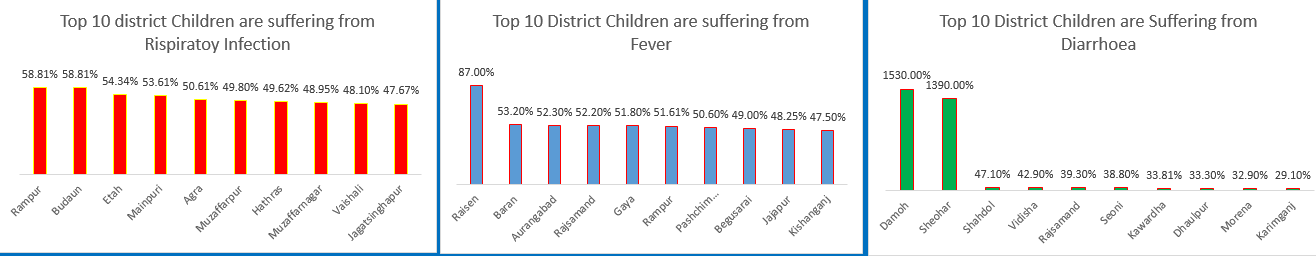 Top 10 district Children are suffering from
Rispiratoy Infection
58.81% 58.81% 54.34% 53.61% 50.61% 49.80% 49.62% 48.95% 48.10% 47.67%
Rampur Budaun Etah Mainpuri Agra Muzaffarpur Hathras Muzaffarnagar Vaishali Jagatsinghapur
Top 10 District Children are suffering from
Fever
87.00%
53.20% 52.30% 52.20% 51.80% 51.61% 50.60% 49.00% 48.25% 47.50%
Raisen Baran Aurangabad Rajsamand Gaya Rampur Pashchim... Begusarai Jajapur Kishanganj
Top 10 District Children are Suffering from
Diarrhoea
1530.00%
1390.00%
47.10% 42.90% 39.30% 38.80% 33.81% 33.30% 32.90% 29.10%
Damoh Sheohar Shahdol Vidisha Rajsamand Seoni Kawardha Dhaulpur Morena Karimganj